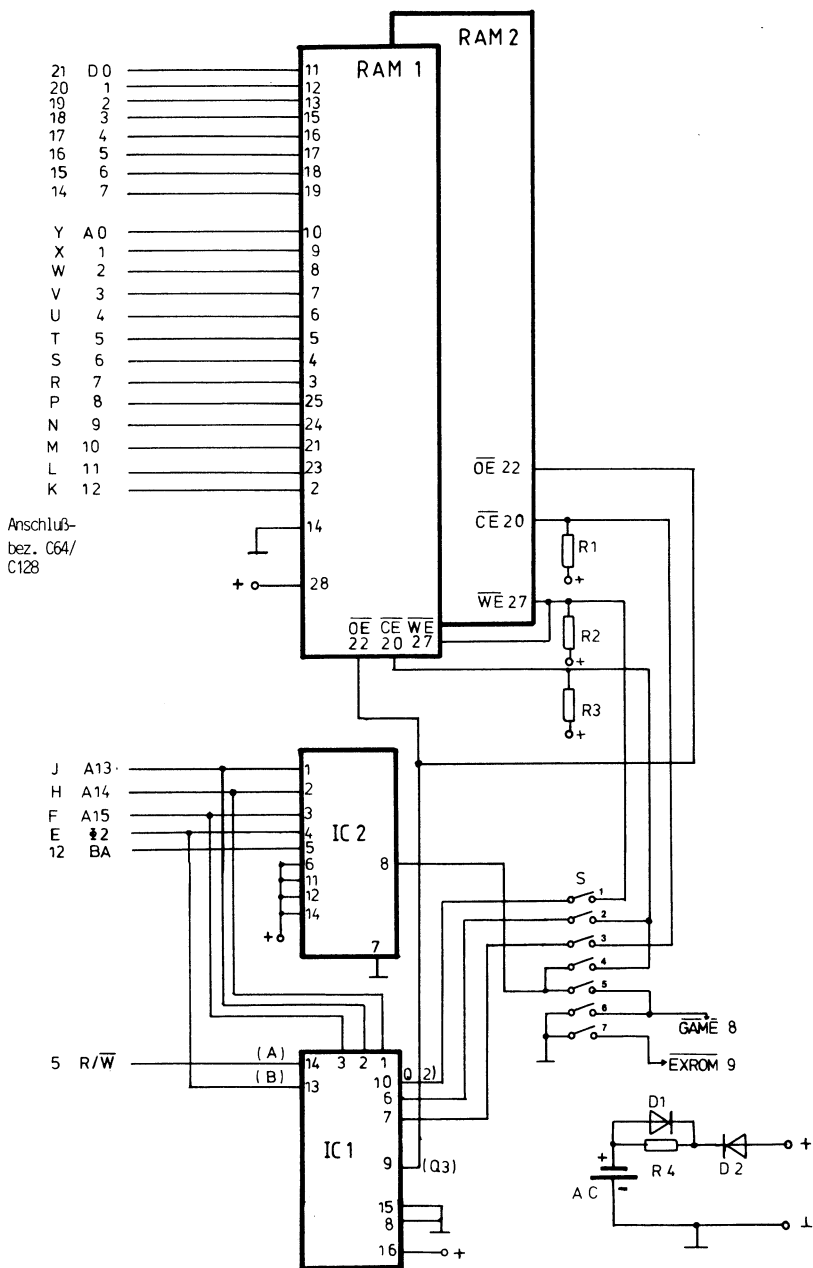 RAM 2
RAM 1
21 D0 11
20 1 12
19 2 13
18 3 15
17 4 16
16 5 17
15 6 18
14 7 19
Y A0 10
X 1 9
W 2 8
V 3 7
U 4 6
T 5 5
S 6 4
R 7 3
P 8 25
N 9 24
M 10 21
L 11 23
K 12 2
OE 22
CE 20
R1
+
WE 27
R2
+
R3
+
Anschluß-
bez. C64/
C128
14
+ 28
OE CE WE
22 20 27
J A13 1
H A14 2
F A15 3
E Φ2 4
12 BA 5
IC 2
8
6
11
12
14
+
7
S
1
2
3
4
5
6
7
GAME 8
EXROM 9
5 R/W (A) 14 3 2 1
(B) 13
10 Q 2)
6
7
IC 1
9 (Q3)
15
8
16 +
D1
+ R4 D2 +
AC -
⊥